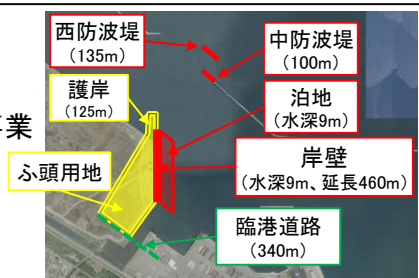 西防波堤
(135m)
中防波堤
(100m)
護岸
(125m)
泊地
(水深9m)
業
ふ頭用地
岸壁
(水深9m、延長460m)
臨港道路
(340m)